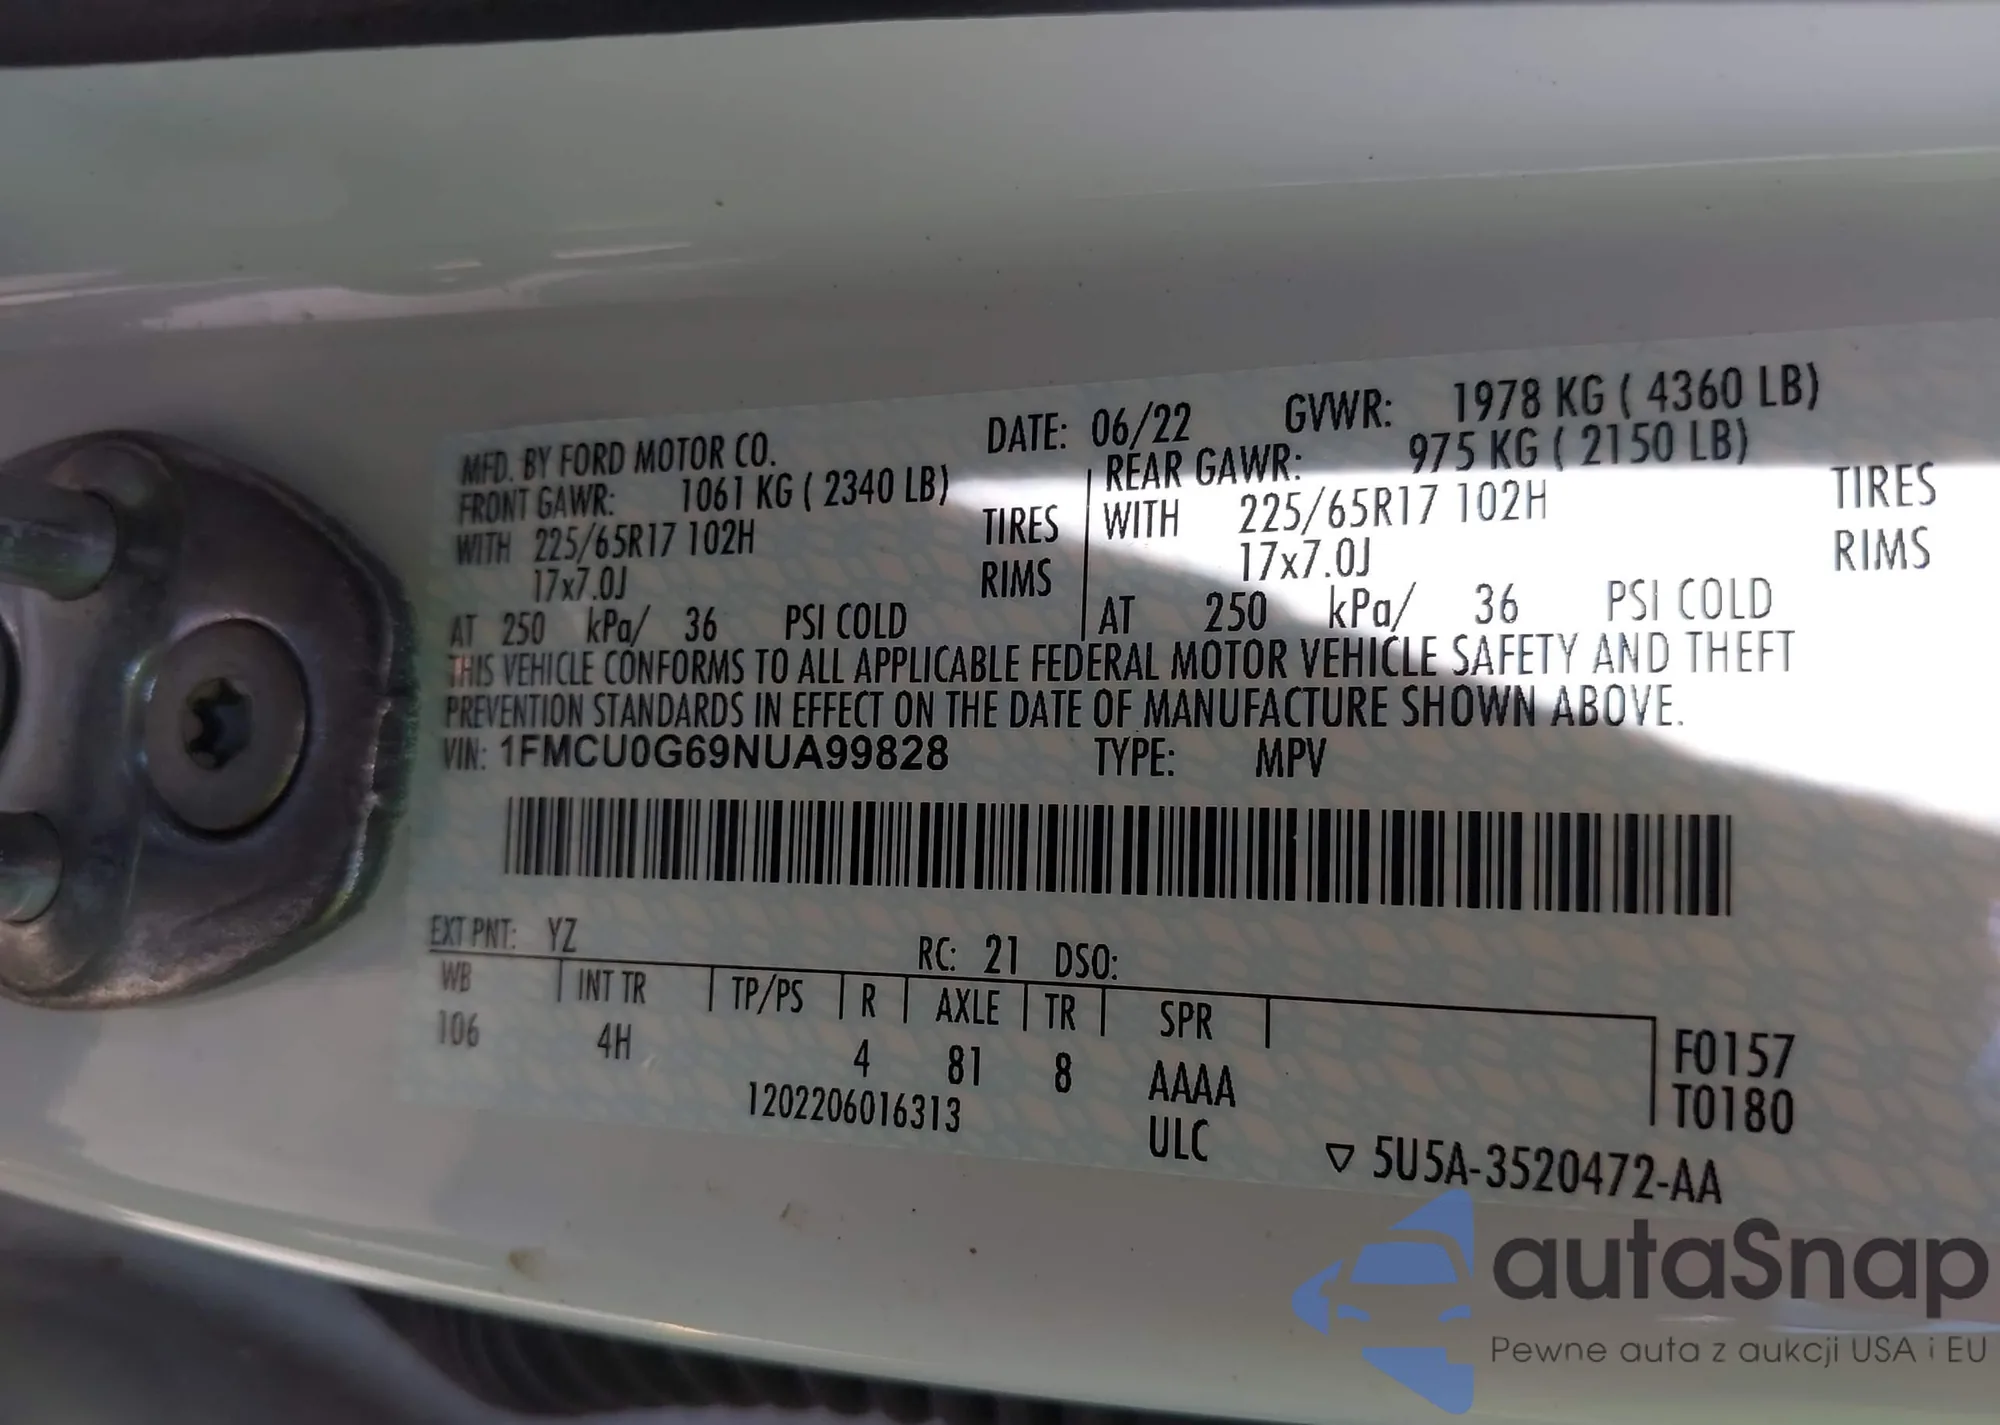 MFD. BY FORD MOTOR CO. DATE: 06/22 GVWR: 1978 KG ( 4360 LB)
FRONT GAWR: 1061 KG ( 2340 LB) REAR GAWR: 975 KG ( 2150 LB)
WITH 225/65R17 102H TIRES WITH 225/65R17 102H TIRES
17x7.0J RIMS 17x7.0J RIMS
AT 250 kPa/ 36 PSI COLD AT 250 kPa/ 36 PSI COLD
THIS VEHICLE CONFORMS TO ALL APPLICABLE FEDERAL MOTOR VEHICLE SAFETY AND THEFT
PREVENTION STANDARDS IN EFFECT ON THE DATE OF MANUFACTURE SHOWN ABOVE.
VIN: 1FMCU0G69NUA99828 TYPE: MPV
EXT PNT: YZ RC: 21 DSO:
WB INT TR TP/PS R AXLE TR SPR
106 4H 4 81 8 AAAA F0157
1202206016313 ULC T0180
▽ 5U5A-3520472-AA
autaSnap
Pewne auta z aukcji USA i EU